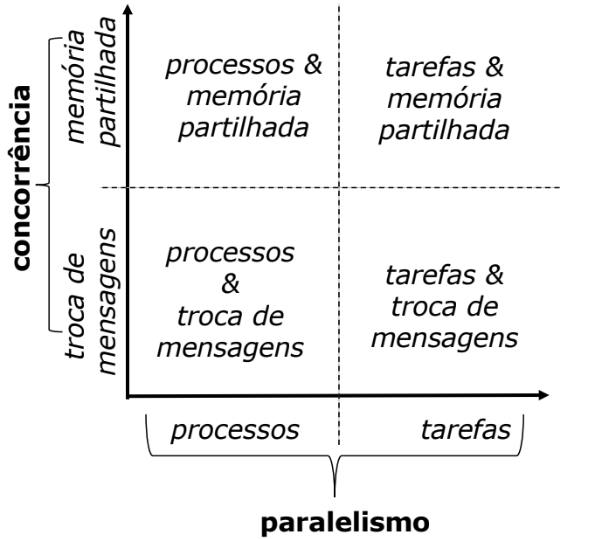 concorrência
memória
partilhada
troca de
mensagens
processos &
memória
partilhada
tarefas &
memória
partilhada
processos
&
troca de
mensagens
tarefas &
troca de
mensagens
processos
tarefas
paralelismo